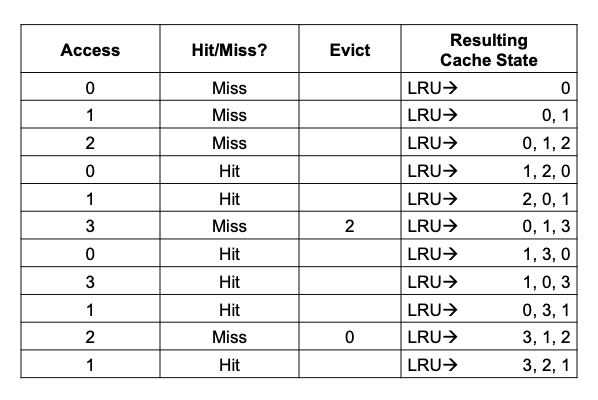 Access Hit/Miss? Evict Resulting Cache State
0 Miss LRU→ 0
1 Miss LRU→ 0, 1
2 Miss LRU→ 0, 1, 2
0 Hit LRU→ 1, 2, 0
1 Hit LRU→ 2, 0, 1
3 Miss 2 LRU→ 0, 1, 3
0 Hit LRU→ 1, 3, 0
3 Hit LRU→ 1, 0, 3
1 Hit LRU→ 0, 3, 1
2 Miss 0 LRU→ 3, 1, 2
1 Hit LRU→ 3, 2, 1